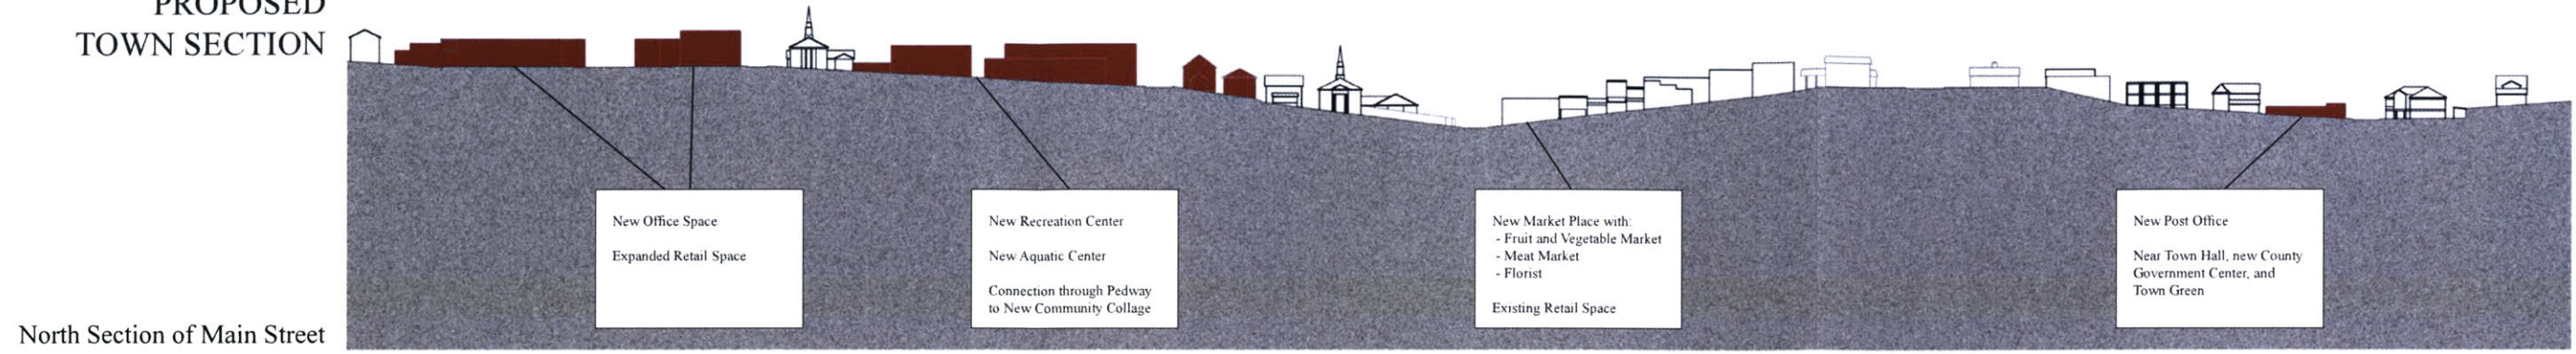 PROPOSED
TOWN SECTION
New Office Space
Expanded Retail Space
New Recreation Center
New Aquatic Center
Connection through Pedway
to New Community Collage
New Market Place with:
- Fruit and Vegetable Market
- Meat Market
- Florist
Existing Retail Space
New Post Office
Near Town Hall, new County
Government Center, and
Town Green
North Section of Main Street